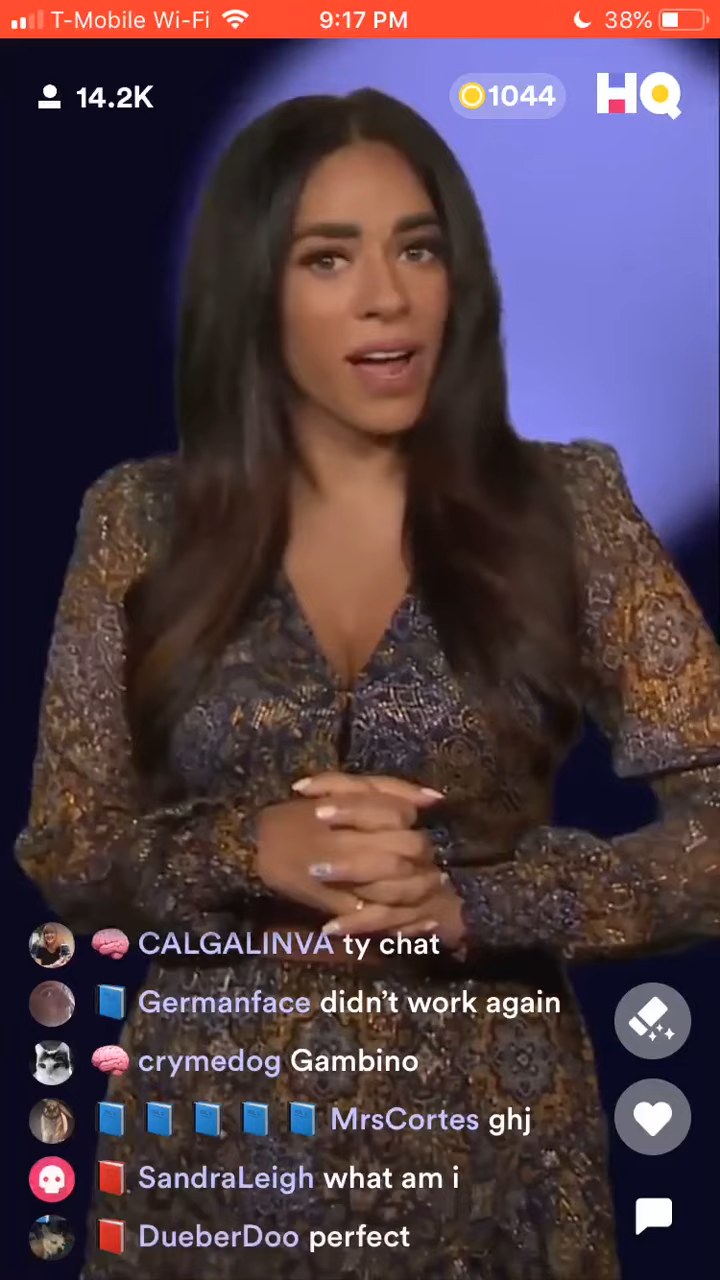 T-Mobile Wi-Fi 9:17 PM 38%
14.2K 1044 HQ
CALGALINVA ty chat
Germanface didn’t work again
crymedog Gambino
MrsCortes ghj
SandraLeigh what am i
DueberDoo perfect